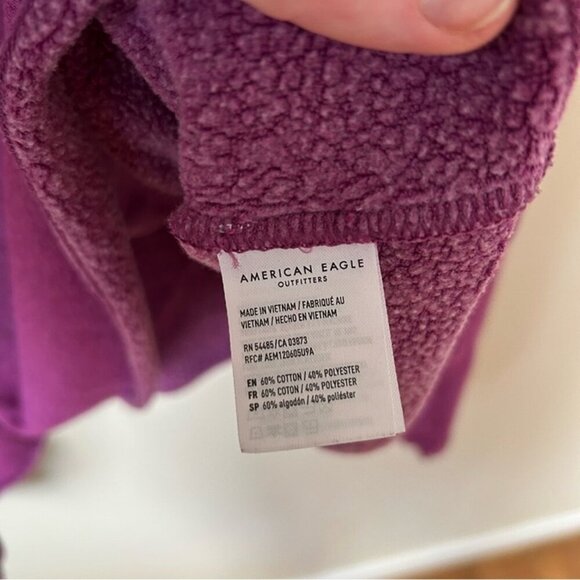 AMERICAN EAGLE
OUTFITTERS
MADE IN VIETNAM / FABRIQUÉ AU
VIETNAM / HECHO EN VIETNAM
RN 54485/CA 03873
RFC# AEM120605U9A
EN 60% COTTON / 40% POLYESTER
FR 60% COTON / 40% POLYESTER
SP 60% algodón / 40% poliéster